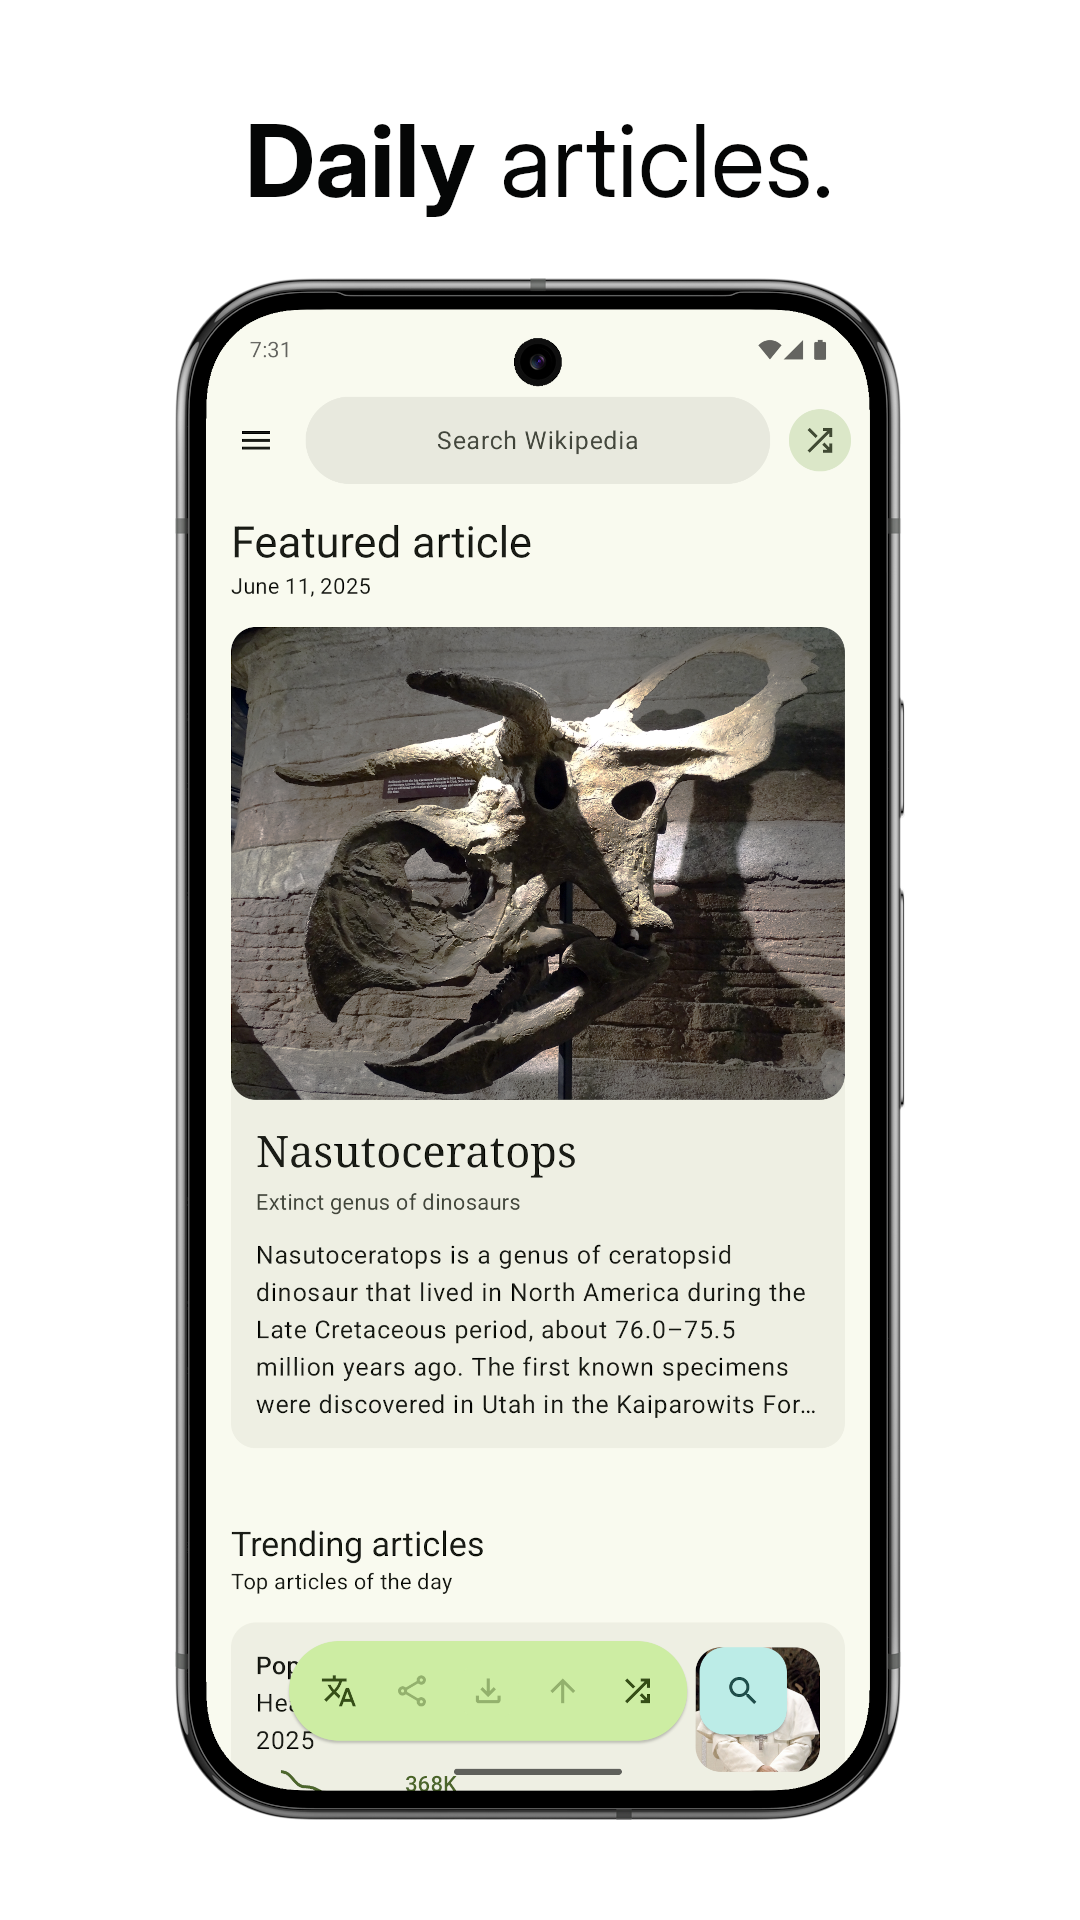 Daily articles.
7:31
Search Wikipedia
Featured article
June 11, 2025
Nasutoceratops
Extinct genus of dinosaurs
Nasutoceratops is a genus of ceratopsid
dinosaur that lived in North America during the
Late Cretaceous period, about 76.0–75.5
million years ago. The first known specimens
were discovered in Utah in the Kaiparowits For…
Trending articles
Top articles of the day
2025
368K